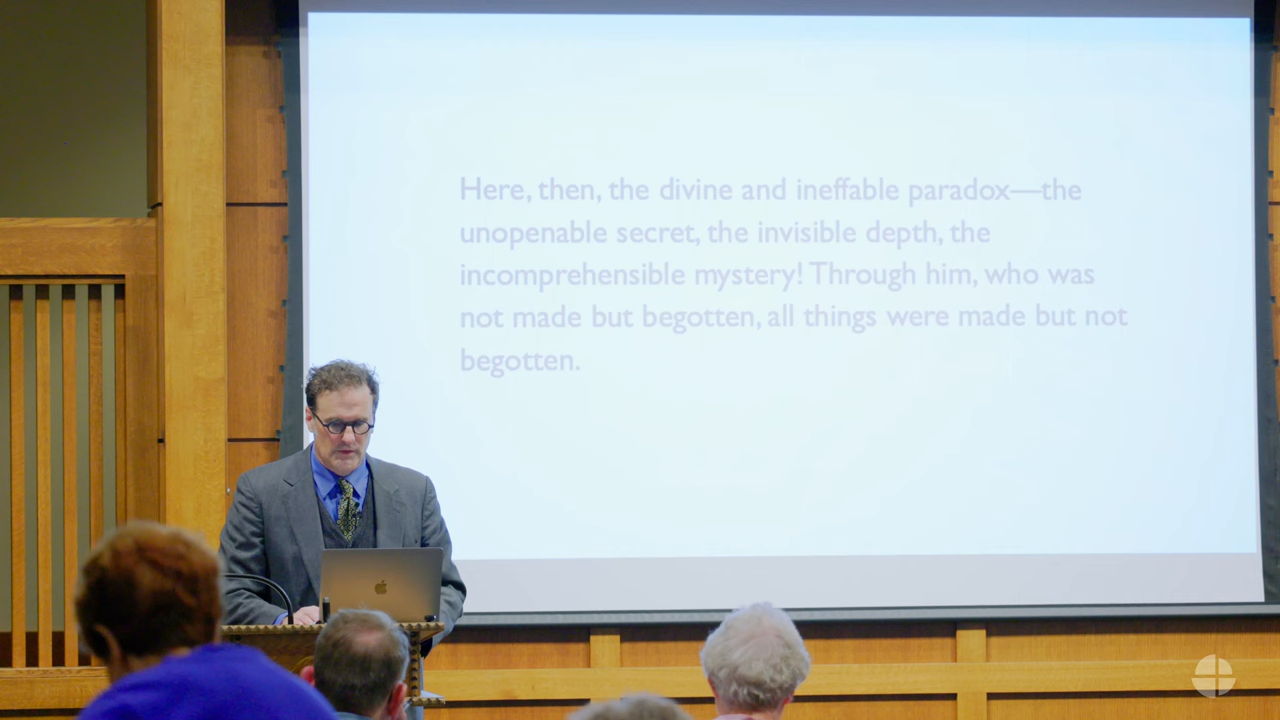 Here, then, the divine and ineffable paradox—the
unopenable secret, the invisible depth, the
incomprehensible mystery! Through him, who was
not made but begotten, all things were made but not
begotten.